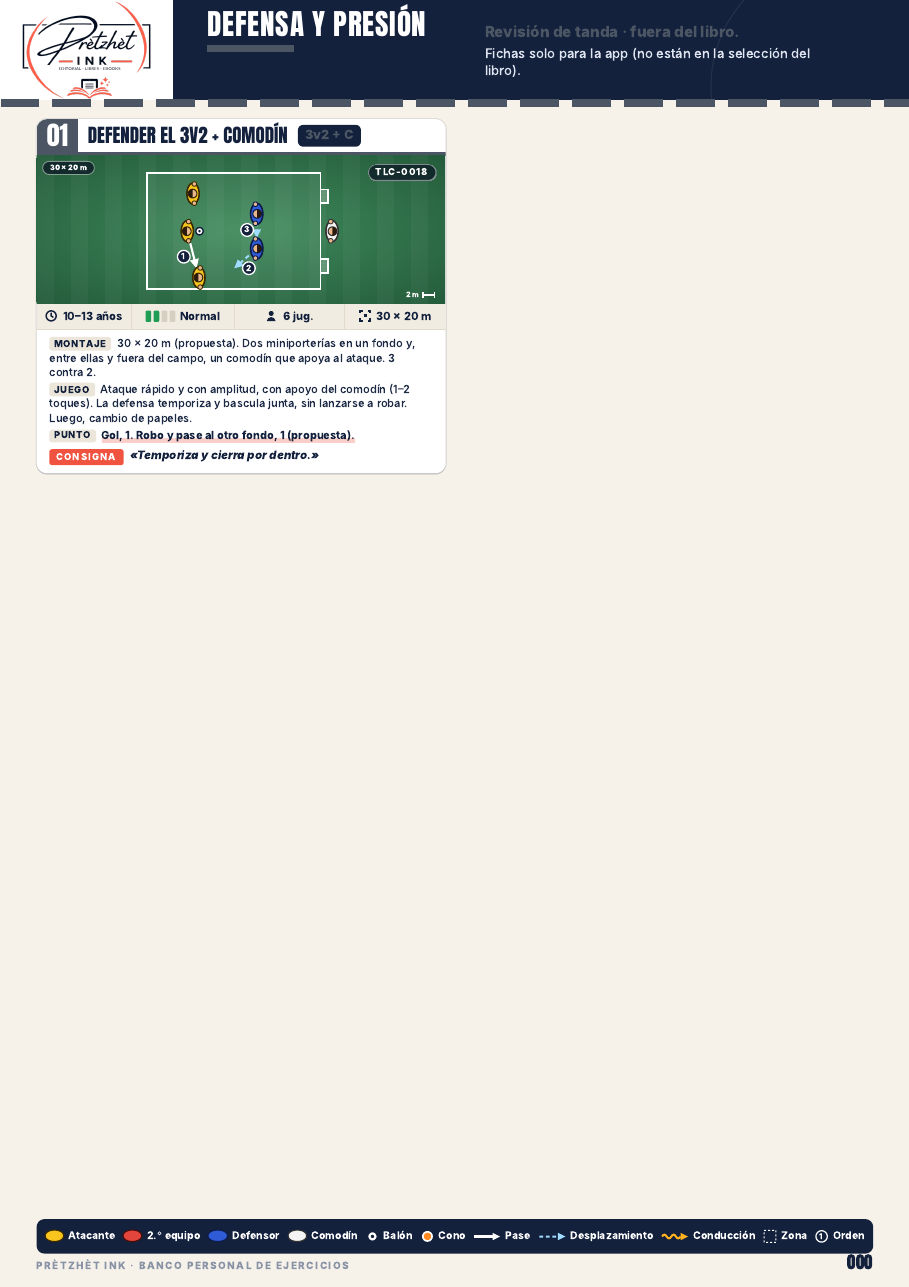 Prètzhèt
INK
EDITORIAL · LIBRES · EBOOKS
DEFENSA Y PRESIÓN
Revisión de tanda · fuera del libro.
Fichas solo para la app (no están en la selección del
libro).
01 DEFENDER EL 3V2 + COMODÍN 3v2 + C
30 × 20 m
TLC-0018
3
1
2
2 m
10–13 años Normal 6 jug. 30 × 20 m
MONTAJE 30 × 20 m (propuesta). Dos miniporterías en un fondo y,
entre ellas y fuera del campo, un comodín que apoya al ataque. 3
contra 2.
JUEGO Ataque rápido y con amplitud, con apoyo del comodín (1–2
toques). La defensa temporiza y bascula junta, sin lanzarse a robar.
Luego, cambio de papeles.
PUNTO Gol, 1. Robo y pase al otro fondo, 1 (propuesta).
CONSIGNA «Temporiza y cierra por dentro.»
Atacante 2.º equipo Defensor Comodín Balón Cono Pase Desplazamiento Conducción Zona 1 Orden
PRÈTZHÈT INK · BANCO PERSONAL DE EJERCICIOS
000